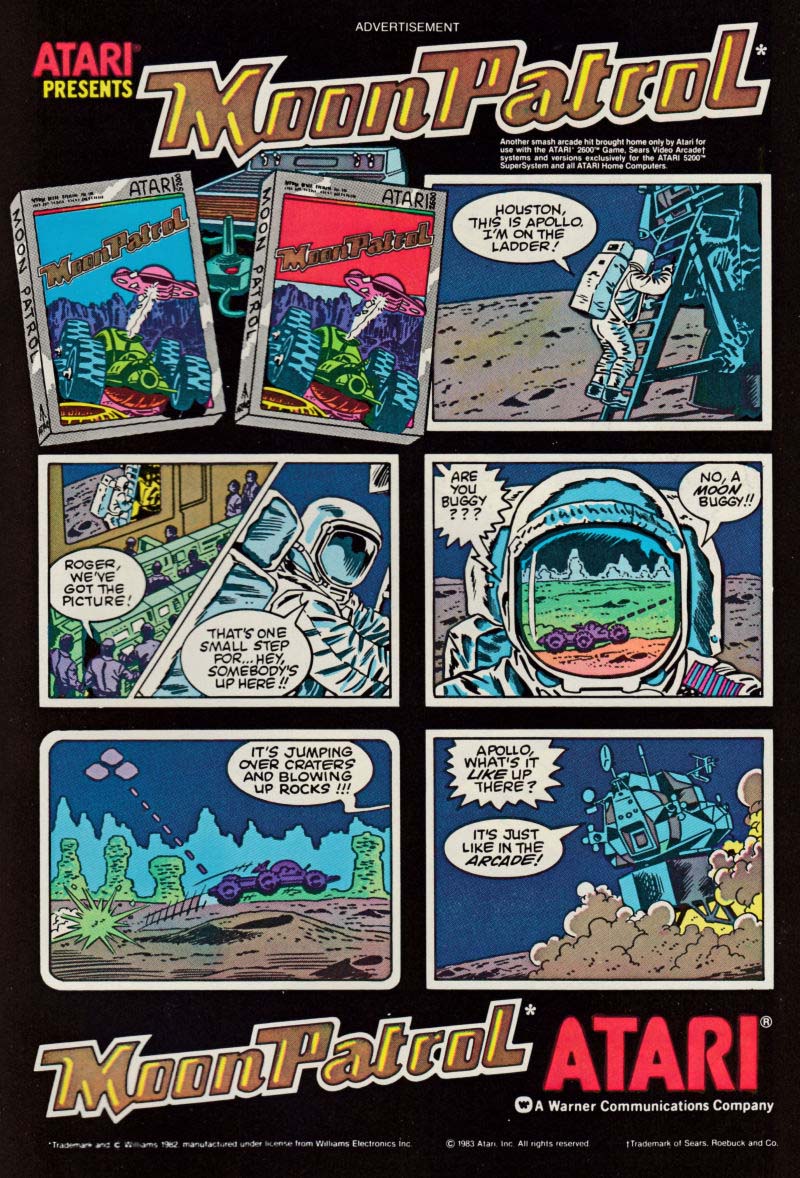 ADVERTISEMENT
ATARI®
PRESENTS
Moon Patrol*
Another smash arcade hit brought home only by Atari for
use with the ATARI® 2600™ Game, Sears Video Arcade†
systems and versions exclusively for the ATARI 5200™
SuperSystem and all ATARI Home Computers.
MOON PATROL
ATARI 5200
Moon Patrol
MOON PATROL
ATARI 5200
Moon Patrol
HOUSTON,
THIS IS APOLLO.
I'M ON THE
LADDER!
ROGER,
WE'VE
GOT THE
PICTURE!
THAT'S ONE
SMALL STEP
FOR... HEY,
SOMEBODY'S
UP HERE!!
ARE
YOU
BUGGY
???
NO, A
MOON
BUGGY!!
IT'S JUMPING
OVER CRATERS
AND BLOWING
UP ROCKS!!!
APOLLO,
WHAT'S IT
LIKE UP
THERE?
IT'S JUST
LIKE IN THE
ARCADE!
Moon Patrol*
ATARI®
A Warner Communications Company
*Trademark and © Williams 1982, manufactured under license from Williams Electronics Inc.
© 1983 Atari, Inc. All rights reserved
†Trademark of Sears, Roebuck and Co.